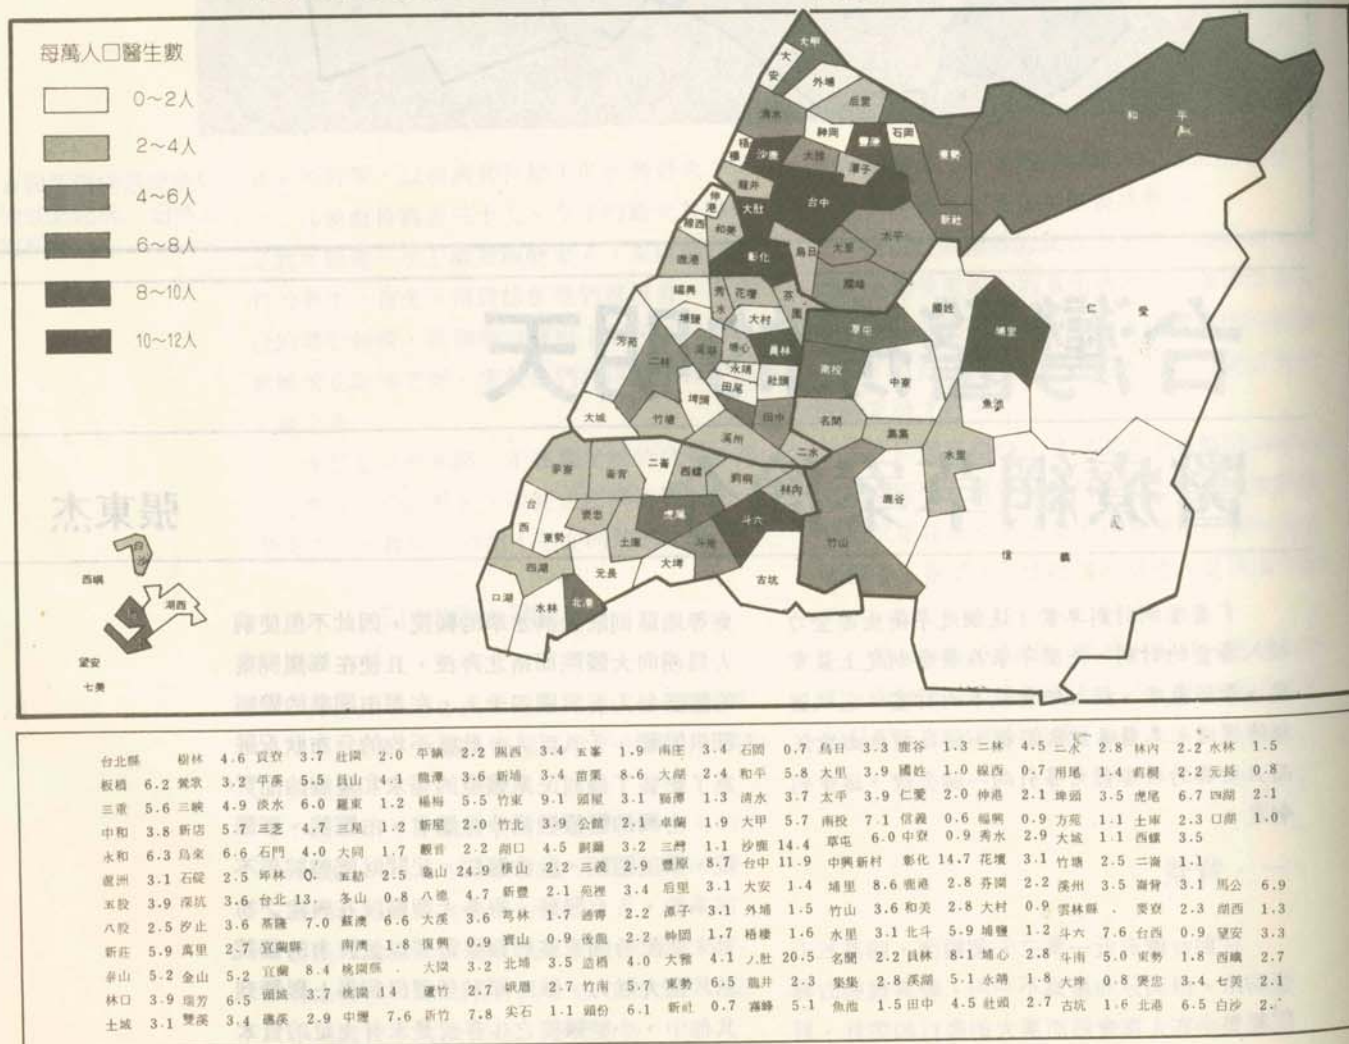 每萬人口醫生數
0～2人
2～4人
4～6人
6～8人
8～10人
10～12人
大甲
大安
外埔
后里
清水
神岡
豐原
石岡
東勢
和平
梧棲
沙鹿
大雅
潭子
龍井
大肚
台中
新社
伸港
線西
和美
烏日
大里
太平
彰化
鹿港
霧峰
福興
秀水
花壇
芬園
國姓
仁愛
埔里
埔鹽
大村
草屯
芳苑
二林
溪湖
埔心
員林
永靖
南投
中寮
田尾
社頭
魚池
埤頭
大城
竹塘
田中
名間
集集
溪州
二水
水里
麥寮
崙背
二崙
西螺
莿桐
林內
鹿谷
台西
褒忠
虎尾
斗六
東勢
土庫
斗南
竹山
信義
四湖
元長
大埤
古坑
口湖
水林
北港
白沙
西嶼
湖西
望安
七美
台北縣 樹林 4.6 貢寮 3.7 壯圍 2.0 平鎮 2.2 關西 3.4 五峯 1.9 南庄 3.4 石岡 0.7 烏日 3.3 鹿谷 1.3 二林 4.5 二水 2.8 林內 2.2 水林 1.5
板橋 6.2 鶯歌 3.2 平溪 5.5 員山 4.1 龍潭 3.6 新埔 3.4 苗栗 8.6 大湖 2.4 和平 5.8 大里 3.9 國姓 1.0 線西 0.7 田尾 1.4 莿桐 2.2 元長 0.8
三重 5.6 三峽 4.9 淡水 6.0 羅東 1.2 楊梅 5.5 竹東 9.1 頭屋 3.1 獅潭 1.3 清水 3.7 太平 3.9 仁愛 2.0 伸港 2.1 埤頭 3.5 虎尾 6.7 四湖 2.1
中和 3.8 新店 5.7 三芝 4.7 三星 1.2 新屋 2.0 竹北 3.9 公館 2.1 卓蘭 1.9 大甲 5.7 南投 7.1 信義 0.6 福興 0.9 芳苑 1.1 土庫 2.3 口湖 1.0
永和 6.3 烏來 6.6 石門 4.0 大同 1.7 觀音 2.2 湖口 4.5 銅鑼 3.2 三灣 1.1 沙鹿 14.4 草屯 6.0 中寮 0.9 秀水 2.9 大城 1.1 西螺 3.5
蘆洲 3.1 石碇 2.5 坪林 0. 五結 2.5 龜山 24.9 橫山 2.2 三義 2.9 豐原 8.7 台中 11.9 中興新村 彰化 14.7 花壇 3.1 竹塘 2.5 二崙 1.1
五股 3.9 深坑 3.6 台北 13. 冬山 0.8 八德 4.7 新豐 2.1 苑裡 3.4 后里 3.1 大安 1.4 埔里 8.6 鹿港 2.8 芬園 2.2 溪州 3.5 崙背 3.1 馬公 6.9
八股 2.5 汐止 3.6 基隆 7.0 蘇澳 6.6 大溪 3.6 芎林 1.7 通霄 2.2 潭子 3.1 外埔 1.5 竹山 3.6 和美 2.8 大村 0.9 雲林縣 . 麥寮 2.3 湖西 1.3
新莊 5.9 萬里 2.7 宜蘭縣 南澳 1.8 復興 0.9 寶山 0.9 後龍 2.2 神岡 1.7 梧棲 1.6 水里 3.1 北斗 5.9 埔鹽 1.2 斗六 7.6 台西 0.9 望安 3.3
泰山 5.2 金山 5.2 宜蘭 8.4 桃園縣 . 大園 3.2 北埔 3.5 造橋 4.0 大雅 4.1 大肚 20.5 名間 2.2 員林 8.1 埔心 2.8 斗南 5.0 東勢 1.8 西嶼 2.7
林口 3.9 瑞芳 6.5 頭城 3.7 桃園 14. 蘆竹 2.7 峨眉 2.7 竹南 5.7 東勢 6.5 龍井 2.3 集集 2.8 溪湖 5.1 永靖 1.8 大埤 0.8 褒忠 3.4 七美 2.1
土城 3.1 雙溪 3.4 礁溪 2.9 中壢 7.6 新竹 7.8 尖石 1.1 頭份 6.1 新社 0.7 霧峰 5.1 魚池 1.5 田中 4.5 社頭 2.7 古坑 1.6 北港 6.5 白沙 2.